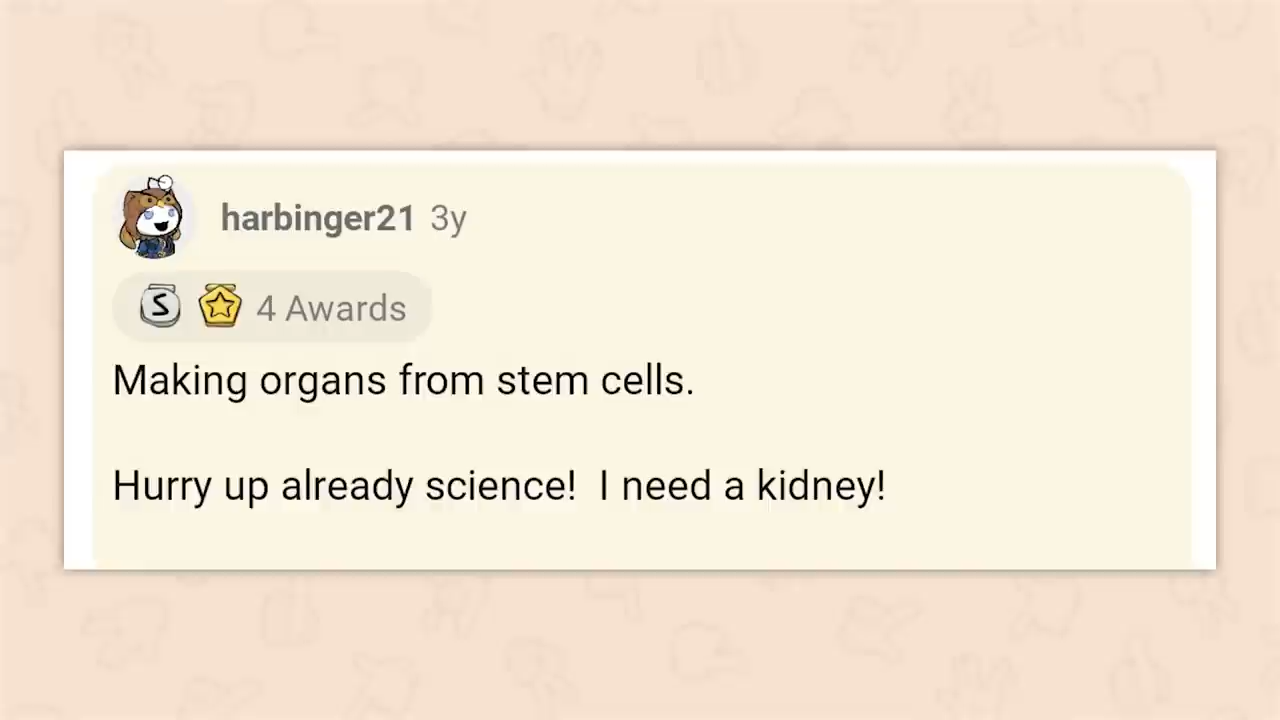 harbinger21 3y
S 4 Awards
Making organs from stem cells.
Hurry up already science!  I need a kidney!